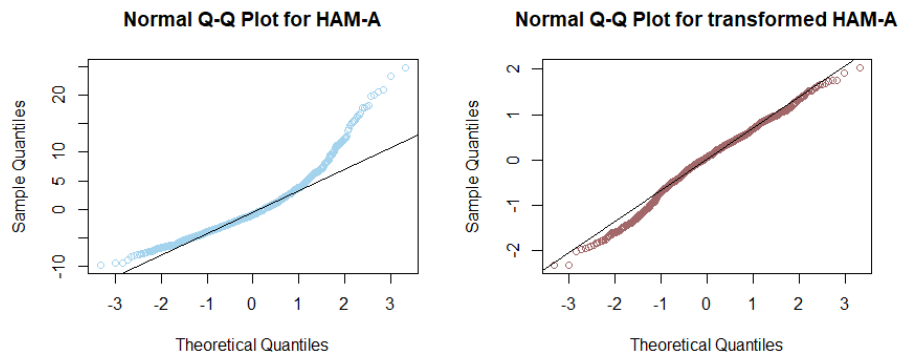 Normal Q-Q Plot for HAM-A
Sample Quantiles
20
10
5
0
-10
-3 -2 -1 0 1 2 3
Theoretical Quantiles
Normal Q-Q Plot for transformed HAM-A
Sample Quantiles
2
1
0
-1
-2
-3 -2 -1 0 1 2 3
Theoretical Quantiles